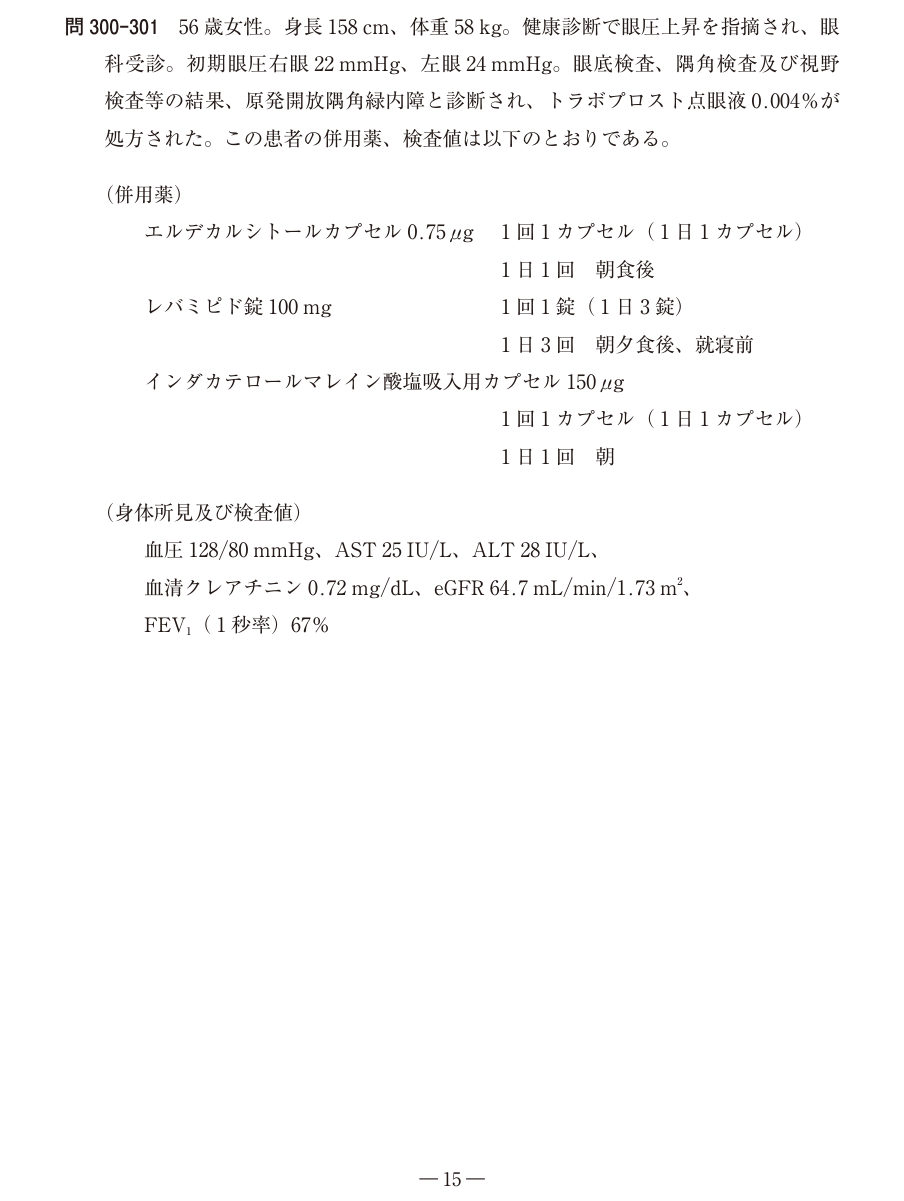 問 300-301 56 歳女性。身長 158 cm、体重 58 kg。健康診断で眼圧上昇を指摘され、眼
科受診。初期眼圧右眼 22 mmHg、左眼 24 mmHg。眼底検査、隅角検査及び視野
検査等の結果、原発開放隅角緑内障と診断され、トラボプロスト点眼液 0.004%が
処方された。この患者の併用薬、検査値は以下のとおりである。
（併用薬）
エルデカルシトールカプセル 0.75 μg 1 回 1 カプセル（ 1 日 1 カプセル）
1 日 1 回 朝食後
レバミピド錠 100 mg 1 回 1 錠（ 1 日 3 錠）
1 日 3 回 朝夕食後、就寝前
インダカテロールマレイン酸塩吸入用カプセル 150 μg
1 回 1 カプセル（ 1 日 1 カプセル）
1 日 1 回 朝
（身体所見及び検査値）
血圧 128/80 mmHg、AST 25 IU/L、ALT 28 IU/L、
血清クレアチニン 0.72 mg/dL、eGFR 64.7 mL/min/1.73 m²、
FEV₁（ 1 秒率）67%
― 15 ―